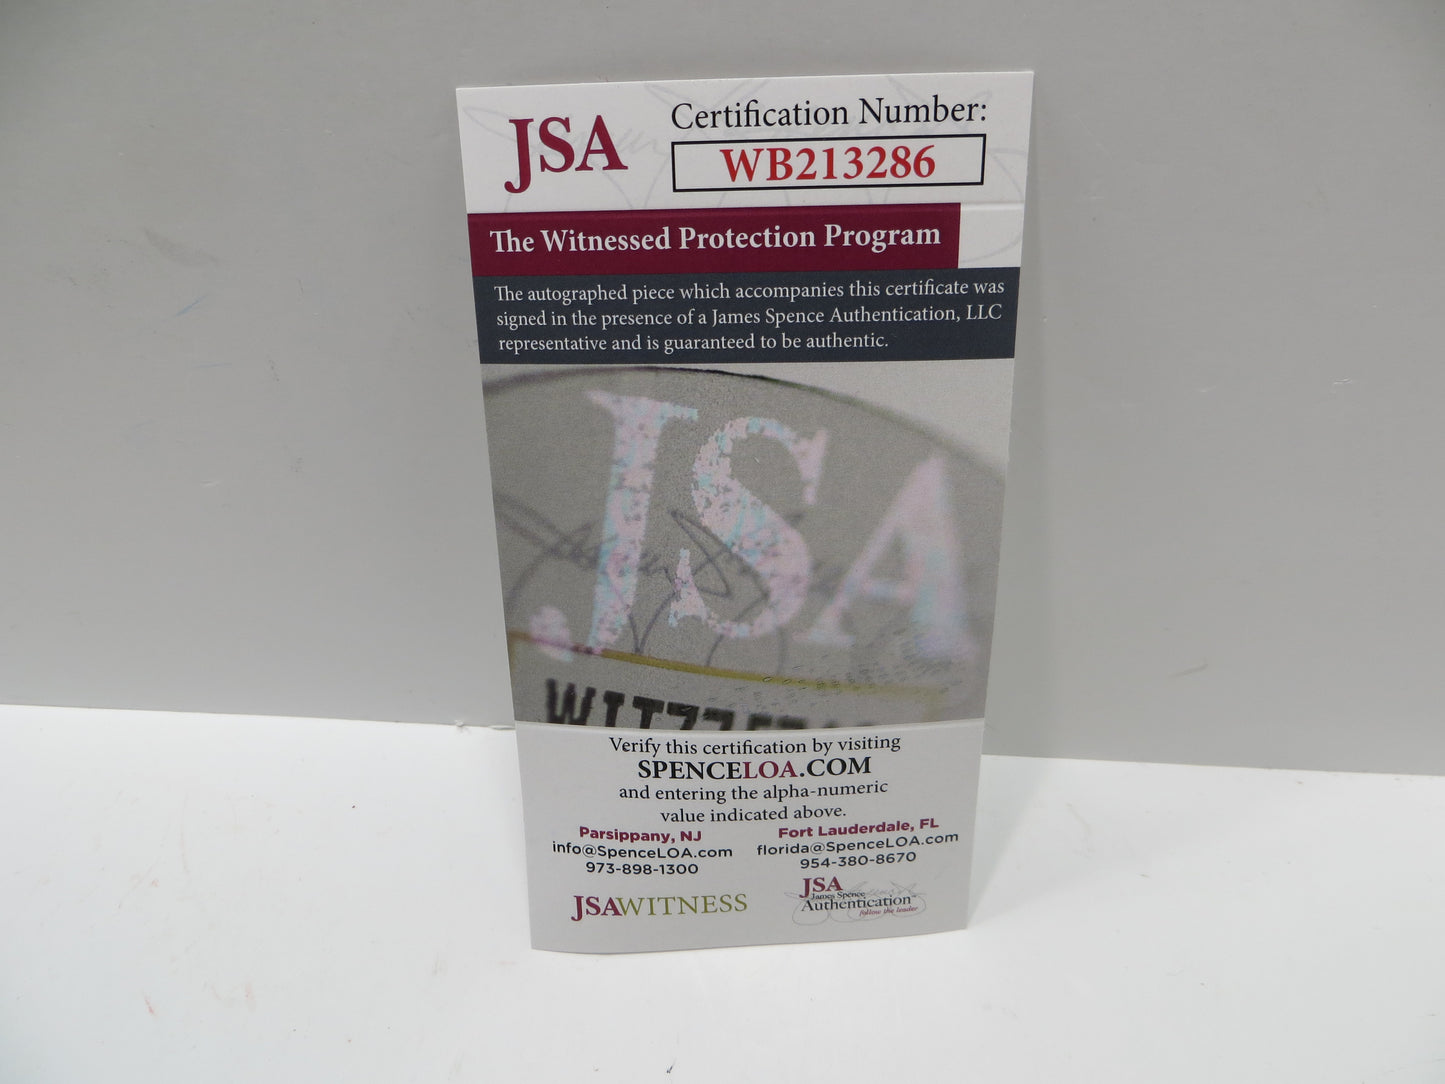 JSA
Certification Number:
WB213286
The Witnessed Protection Program
The autographed piece which accompanies this certificate was
signed in the presence of a James Spence Authentication, LLC
representative and is guaranteed to be authentic.
JSA
Verify this certification by visiting
SPENCELOA.COM
and entering the alpha-numeric
value indicated above.
Parsippany, NJ
info@SpenceLOA.com
973-898-1300
Fort Lauderdale, FL
florida@SpenceLOA.com
954-380-8670
JSAWITNESS
JSA
James Spence
Authentication
follow the leader